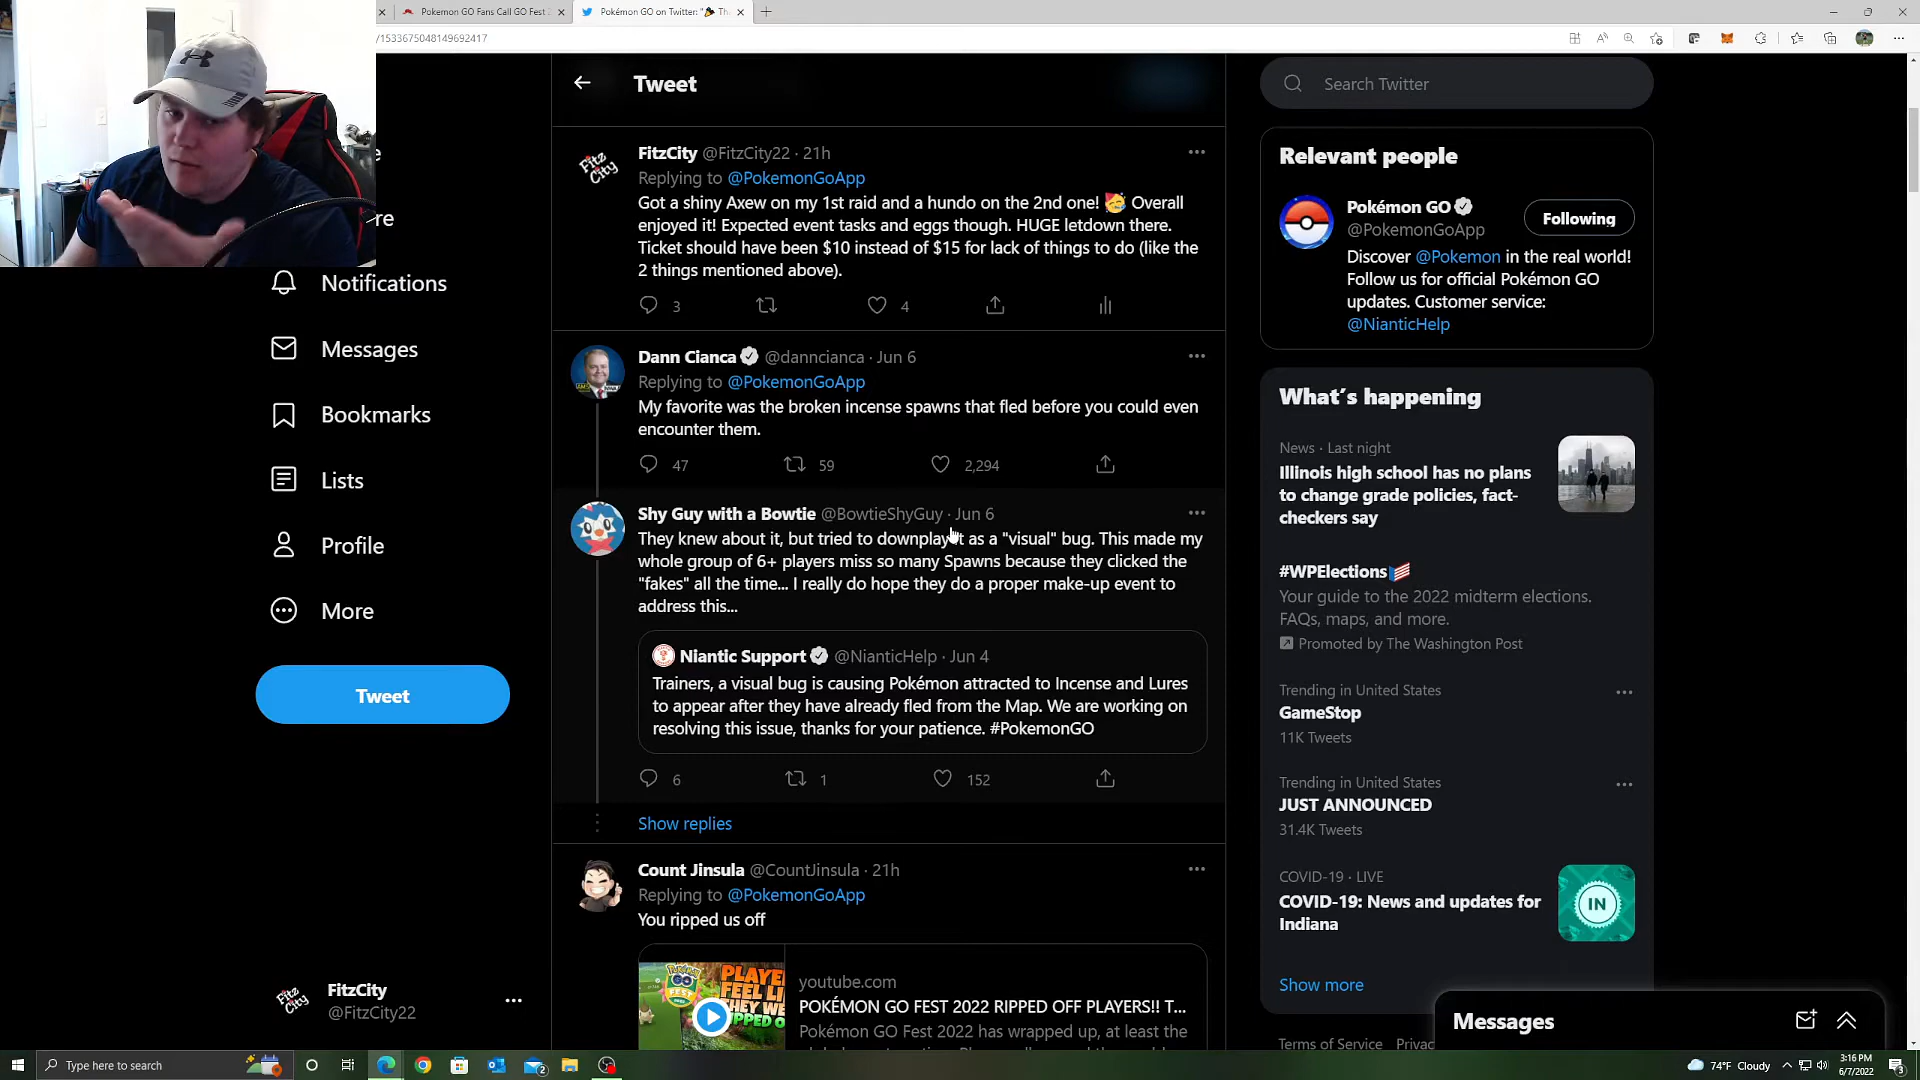 Pokemon GO Fans Call GO Fest 2
Pokémon GO on Twitter: "🎉 Th
/1533675048149692417
Tweet
Search Twitter
Notifications
Messages
Bookmarks
Lists
Profile
More
Tweet
FitzCity
@FitzCity22
FitzCity @FitzCity22 · 21h
Replying to @PokemonGoApp
Got a shiny Axew on my 1st raid and a hundo on the 2nd one! 🥳 Overall
enjoyed it! Expected event tasks and eggs though. HUGE letdown there.
Ticket should have been $10 instead of $15 for lack of things to do (like the
2 things mentioned above).
3
4
Dann Cianca @danncianca · Jun 6
Replying to @PokemonGoApp
My favorite was the broken incense spawns that fled before you could even
encounter them.
47 59 2,294
Shy Guy with a Bowtie @BowtieShyGuy · Jun 6
They knew about it, but tried to downplay it as a "visual" bug. This made my
whole group of 6+ players miss so many Spawns because they clicked the
"fakes" all the time... I really do hope they do a proper make-up event to
address this...
Niantic Support @NianticHelp · Jun 4
Trainers, a visual bug is causing Pokémon attracted to Incense and Lures
to appear after they have already fled from the Map. We are working on
resolving this issue, thanks for your patience. #PokemonGO
6 1 152
Show replies
Count Jinsula @CountJinsula · 21h
Replying to @PokemonGoApp
You ripped us off
youtube.com
POKÉMON GO FEST 2022 RIPPED OFF PLAYERS!! T...
Pokémon GO Fest 2022 has wrapped up, at least the
Relevant people
Pokémon GO
@PokemonGoApp
Following
Discover @Pokemon in the real world!
Follow us for official Pokémon GO
updates. Customer service:
@NianticHelp
What's happening
News · Last night
Illinois high school has no plans
to change grade policies, fact-
checkers say
#WPElections
Your guide to the 2022 midterm elections.
FAQs, maps, and more.
Promoted by The Washington Post
Trending in United States
GameStop
11K Tweets
Trending in United States
JUST ANNOUNCED
31.4K Tweets
COVID-19 · LIVE
COVID-19: News and updates for
Indiana
IN
Show more
Messages
Terms of Service Privac
Type here to search
74°F Cloudy
3:16 PM
6/7/2022